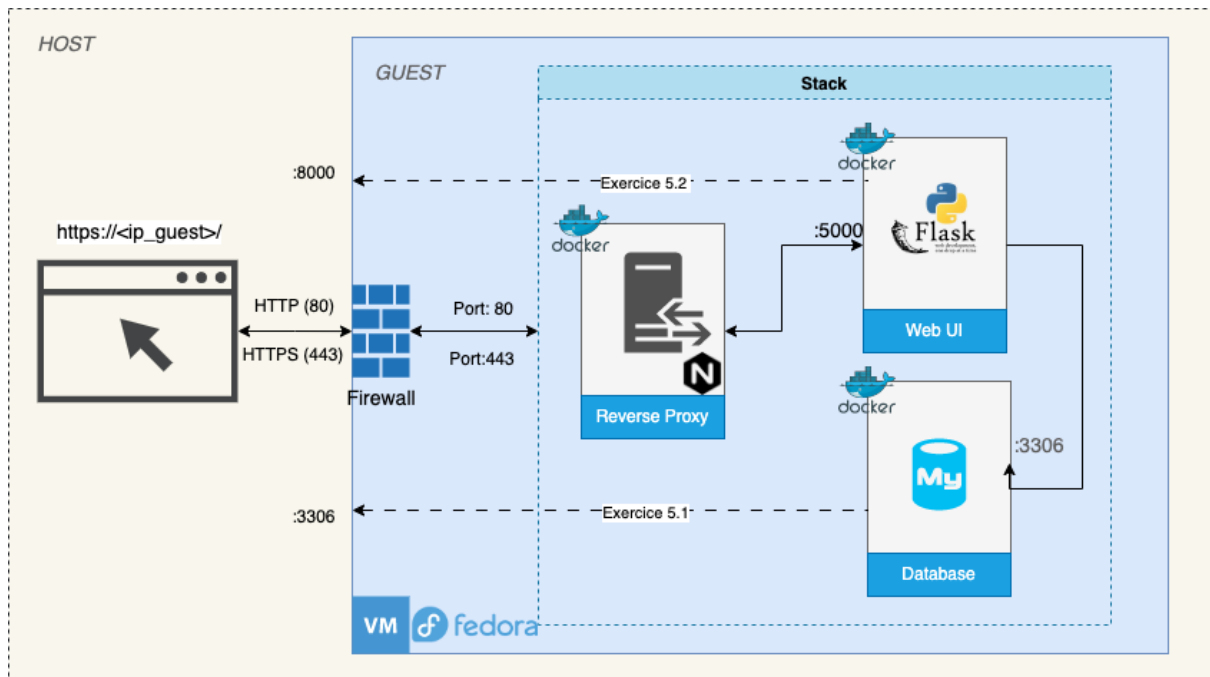 HOST
GUEST
Stack
docker
:8000
Exercice 5.2
https://<ip_guest>/
docker
:5000
Flask
HTTP (80)
Port: 80
N
Web UI
HTTPS (443)
Port:443
Firewall
docker
Reverse Proxy
:3306
My
:3306
Exercice 5.1
Database
VM
fedora